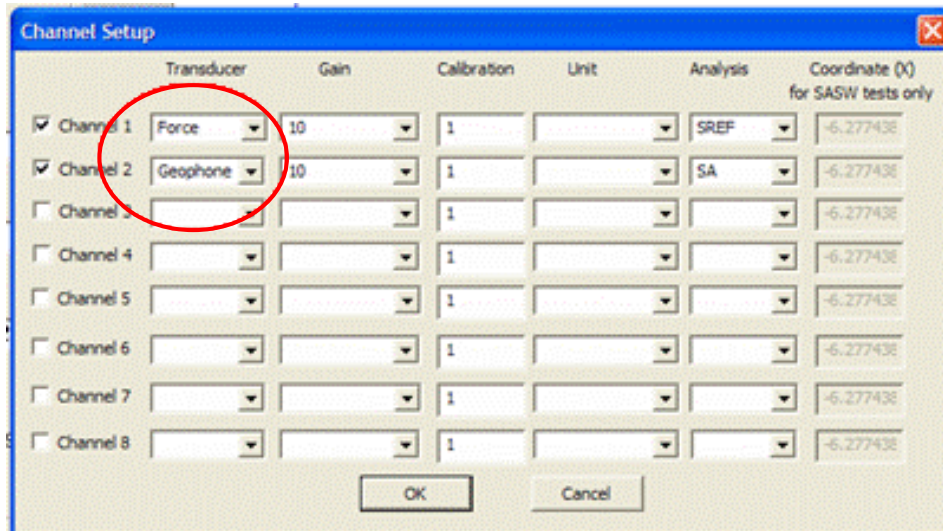 Channel Setup
Transducer Gain Calibration Unit Analysis Coordinate (X)
for SASW tests only
Channel 1 Force 10 1 SREF -6.277438
Channel 2 Geophone 10 1 SA -6.277438
Channel 3 1 -6.277438
Channel 4 1 -6.277438
Channel 5 1 -6.277438
Channel 6 1 -6.277438
Channel 7 1 -6.277438
Channel 8 1 -6.277438
OK Cancel